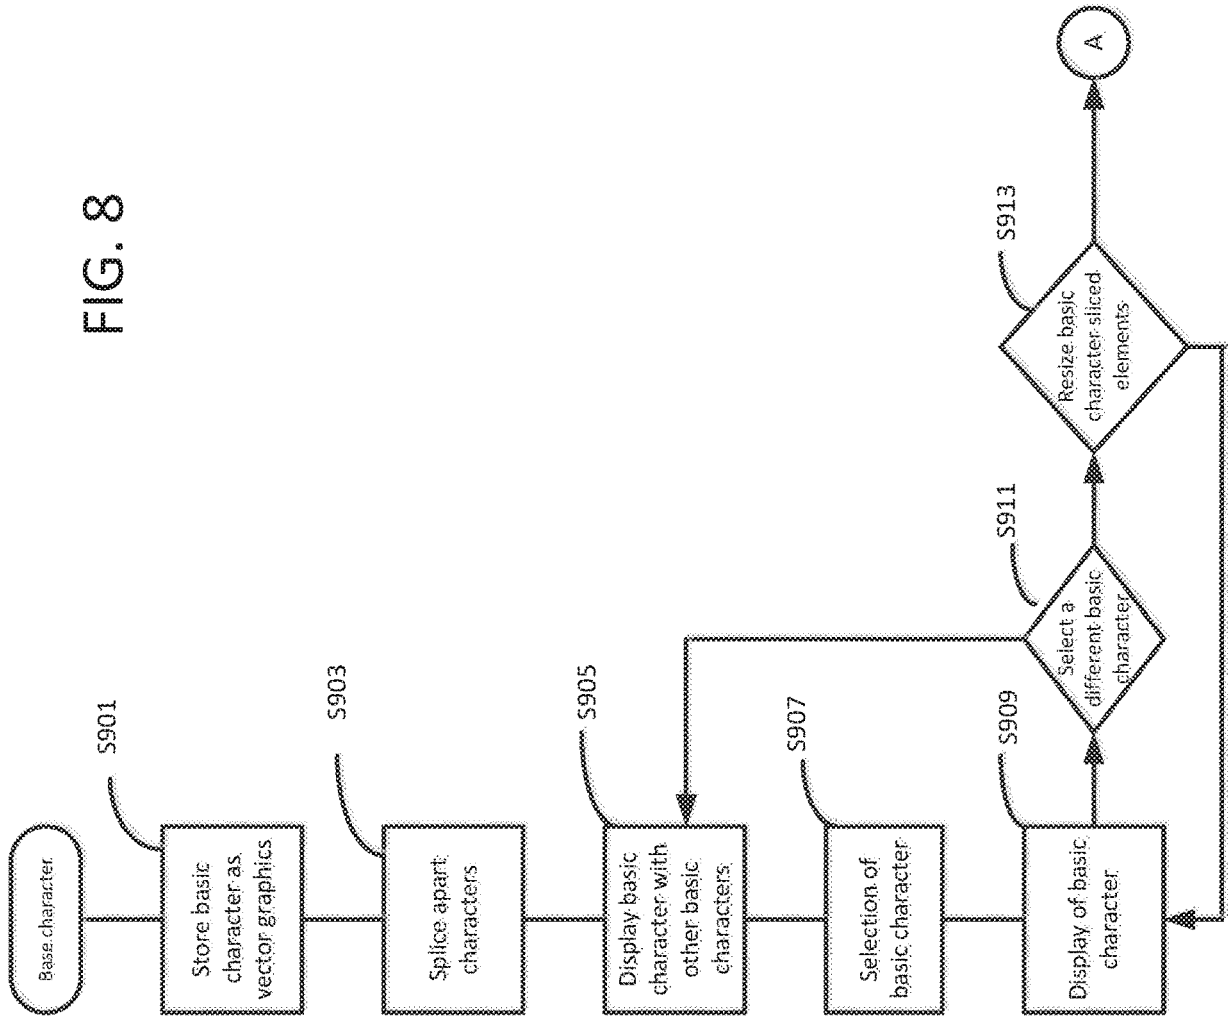 FIG. 8
Base character
S901
Store basic
character as
vector graphics
S903
Splice apart
characters
S905
Display basic
character with
other basic
characters
S907
Selection of
basic character
S909
Display of basic
character
S911
Select a
different basic
character
S913
Resize basic
character sliced
elements
A